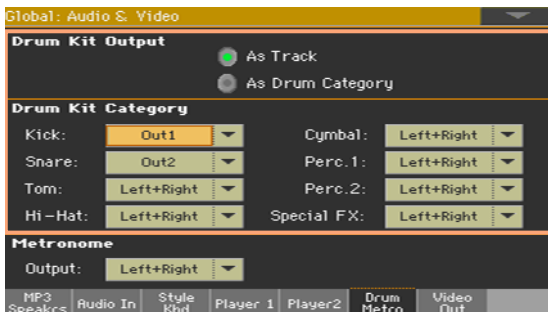 Global: Audio & Video
Drum Kit Output
As Track
As Drum Category
Drum Kit Category
Kick: Out1 Cymbal: Left+Right
Snare: Out2 Perc.1: Left+Right
Tom: Left+Right Perc.2: Left+Right
Hi-Hat: Left+Right Special FX: Left+Right
Metronome
Output: Left+Right
MP3 Speakrs Audio In Style Kbd Player 1 Player2 Drum Metro Video Out